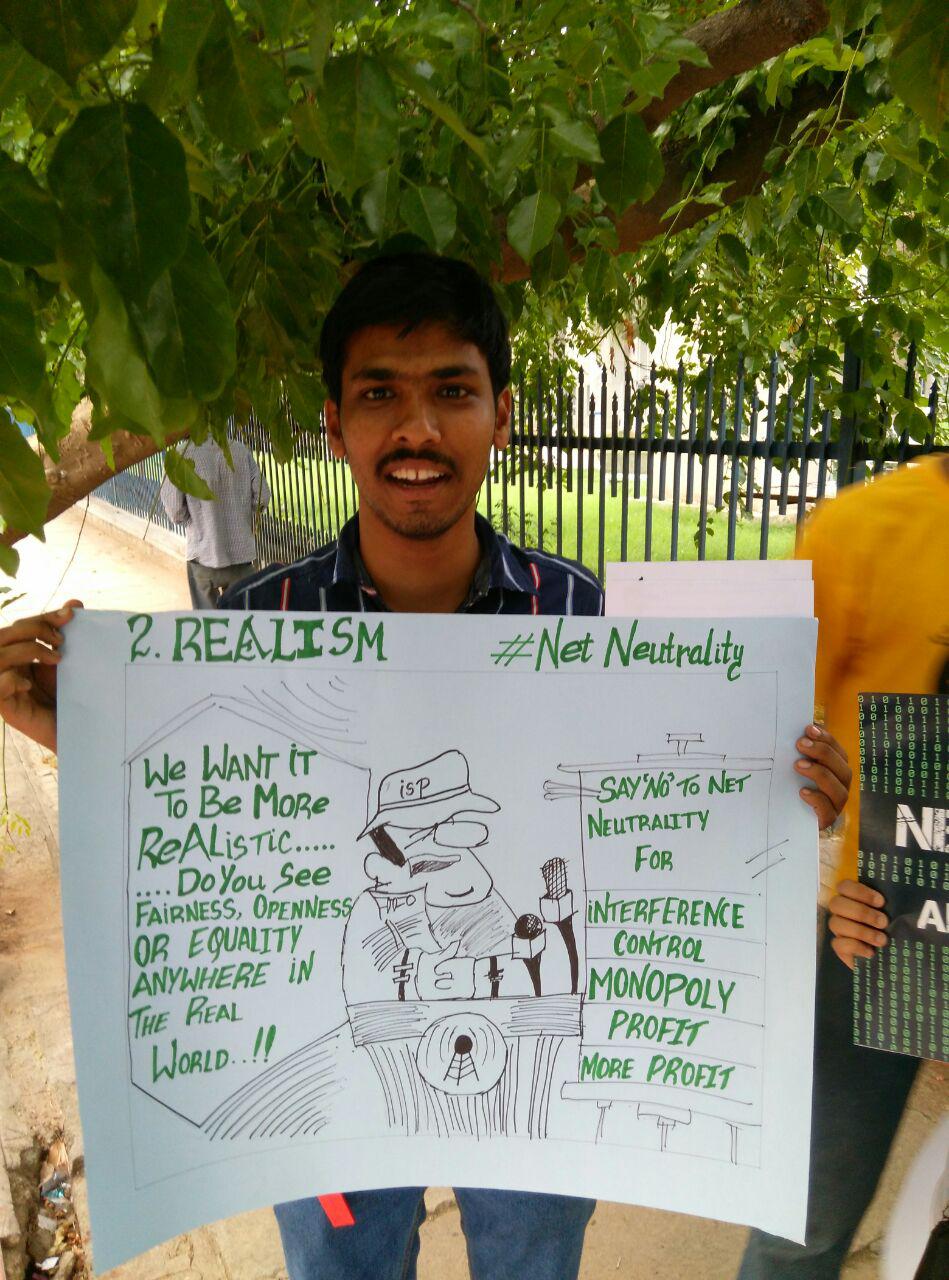 2. REALISM
#Net Neutrality
We WANT iT
To Be More
ReALisTic.....
.... Do You See
FAIRNESS, OPENNESS
OR EQUALITY
ANYWHERE iN
THE REAL
WORLD..!!
iSP
SAY 'NO' TO NET
NEUTRALITY
FOR
iNTERFERENCE
CONTROL
MONOPOLY
PROFIT
MORE PROFIT
NE
A